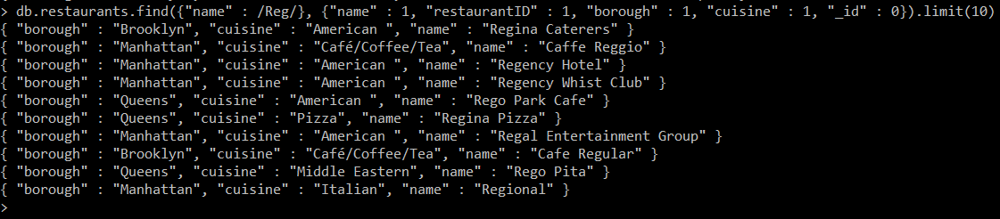 > db.restaurants.find({"name" : /Reg/}, {"name" : 1, "restaurantID" : 1, "borough" : 1, "cuisine" : 1, "_id" : 0}).limit(10)
{ "borough" : "Brooklyn", "cuisine" : "American ", "name" : "Regina Caterers" }
{ "borough" : "Manhattan", "cuisine" : "Café/Coffee/Tea", "name" : "Caffe Reggio" }
{ "borough" : "Manhattan", "cuisine" : "American ", "name" : "Regency Hotel" }
{ "borough" : "Manhattan", "cuisine" : "American ", "name" : "Regency Whist Club" }
{ "borough" : "Queens", "cuisine" : "American ", "name" : "Rego Park Cafe" }
{ "borough" : "Queens", "cuisine" : "Pizza", "name" : "Regina Pizza" }
{ "borough" : "Manhattan", "cuisine" : "American ", "name" : "Regal Entertainment Group" }
{ "borough" : "Brooklyn", "cuisine" : "Café/Coffee/Tea", "name" : "Cafe Regular" }
{ "borough" : "Queens", "cuisine" : "Middle Eastern", "name" : "Rego Pita" }
{ "borough" : "Manhattan", "cuisine" : "Italian", "name" : "Regional" }
>